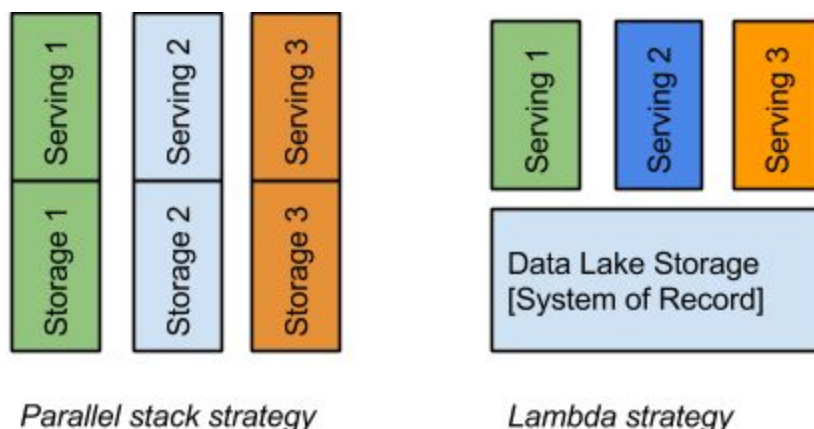 Serving 1
Serving 2
Serving 3
Storage 1
Storage 2
Storage 3
Parallel stack strategy
Serving 1
Serving 2
Serving 3
Data Lake Storage
[System of Record]
Lambda strategy